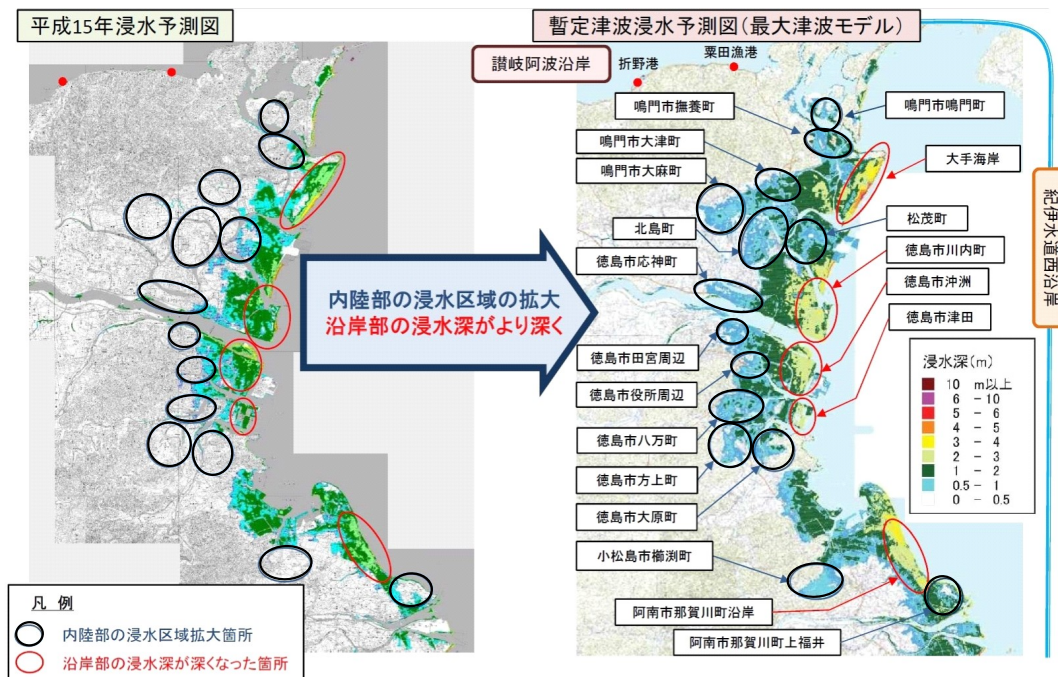 平成15年浸水予測図
暫定津波浸水予測図(最大津波モデル)
讃岐阿波沿岸
折野港
粟田漁港
鳴門市撫養町
鳴門市鳴門町
鳴門市大津町
大手海岸
鳴門市大麻町
北島町
松茂町
徳島市応神町
徳島市川内町
徳島市沖洲
徳島市津田
紀伊水道西沿岸
内陸部の浸水区域の拡大
沿岸部の浸水深がより深く
徳島市田宮周辺
徳島市役所周辺
徳島市八万町
徳島市方上町
徳島市大原町
小松島市櫛渕町
阿南市那賀川町沿岸
阿南市那賀川町上福井
浸水深(m)
10 m以上
6 - 10
5 - 6
4 - 5
3 - 4
2 - 3
1 - 2
0.5 - 1
0 - 0.5
凡 例
内陸部の浸水区域拡大箇所
沿岸部の浸水深が深くなった箇所